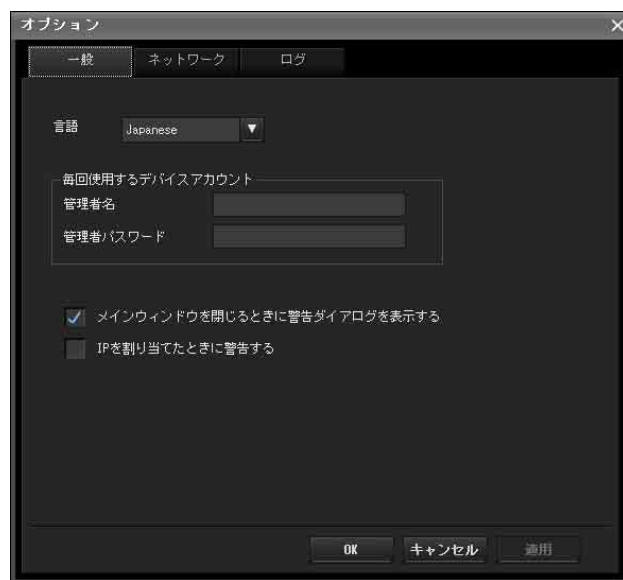 オプション
一般 ネットワーク ログ
言語 Japanese
毎回使用するデバイスアカウント
管理者名
管理者パスワード
メインウィンドウを閉じるときに警告ダイアログを表示する
IPを割り当てたときに警告する
OK キャンセル 適用